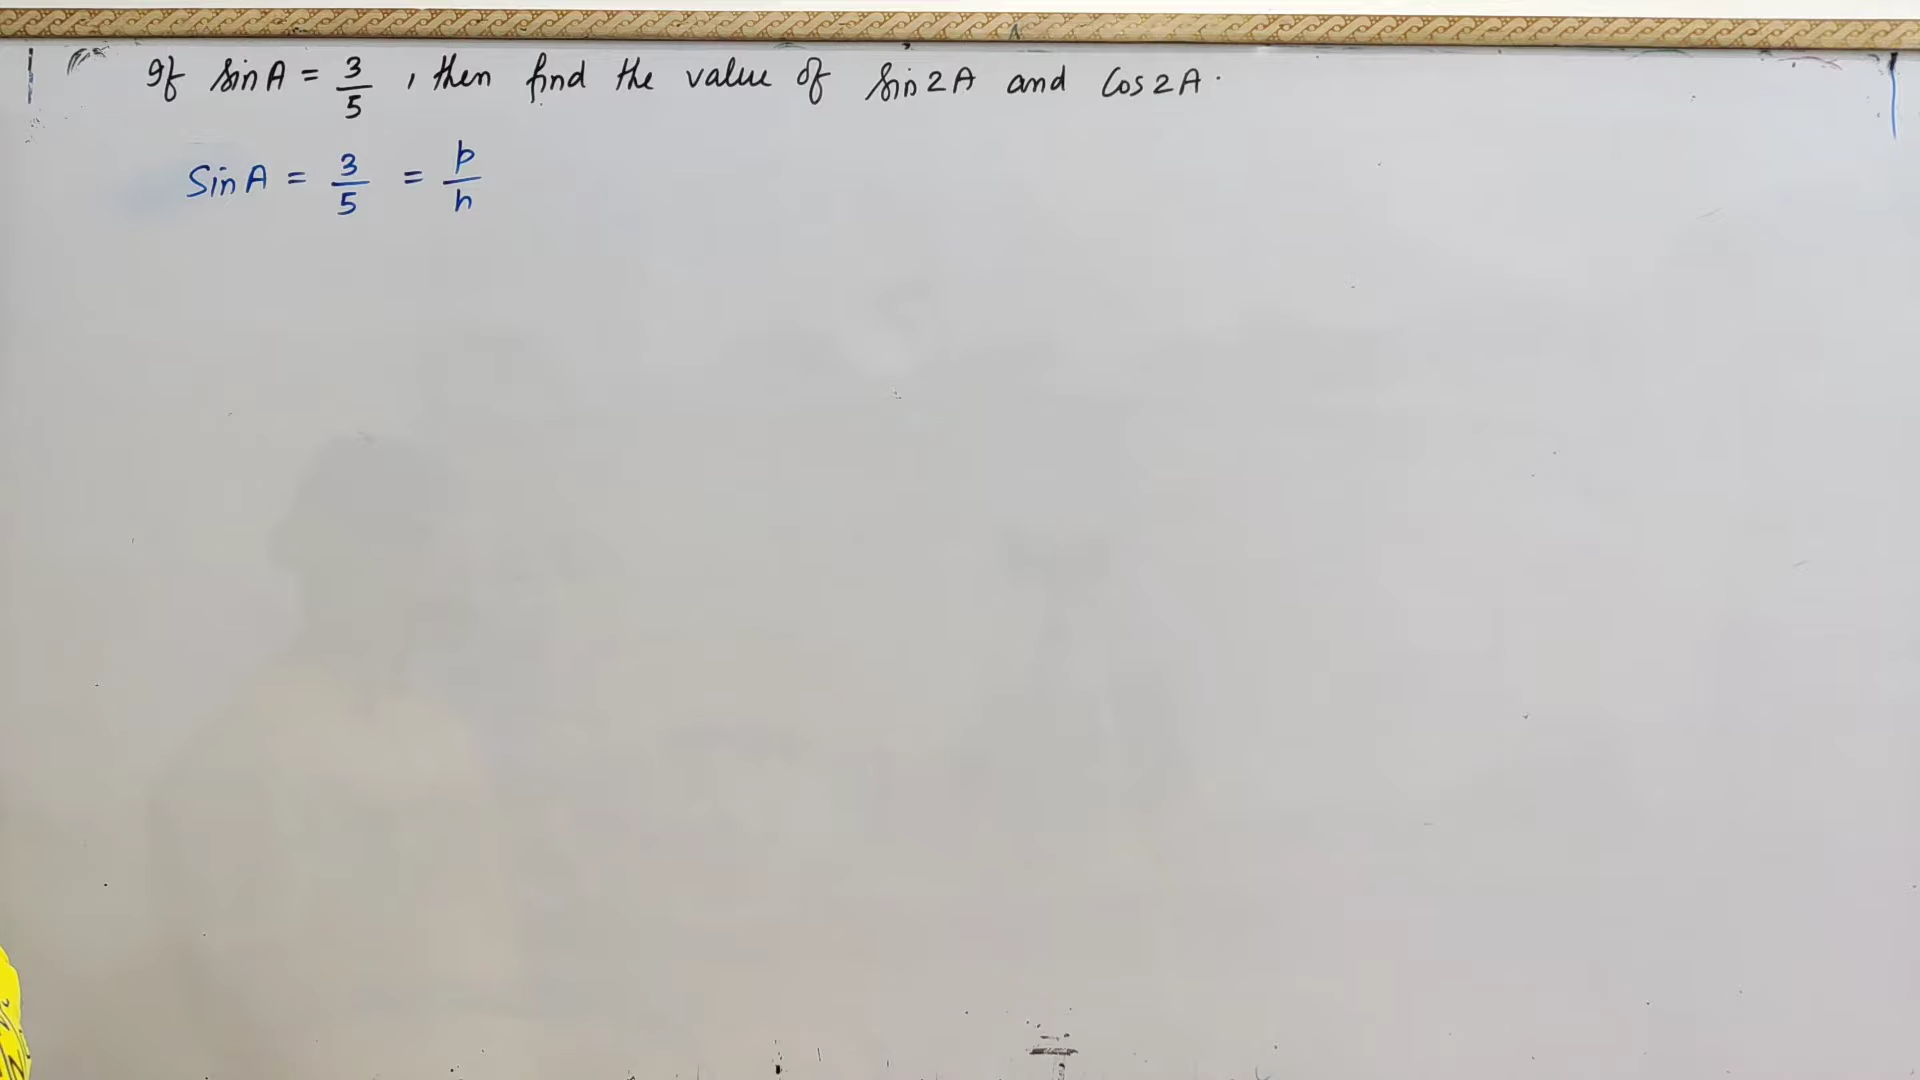 If sin A = 3/5 , then find the value of sin 2A and cos 2A.
Sin A = 3/5 = p/h